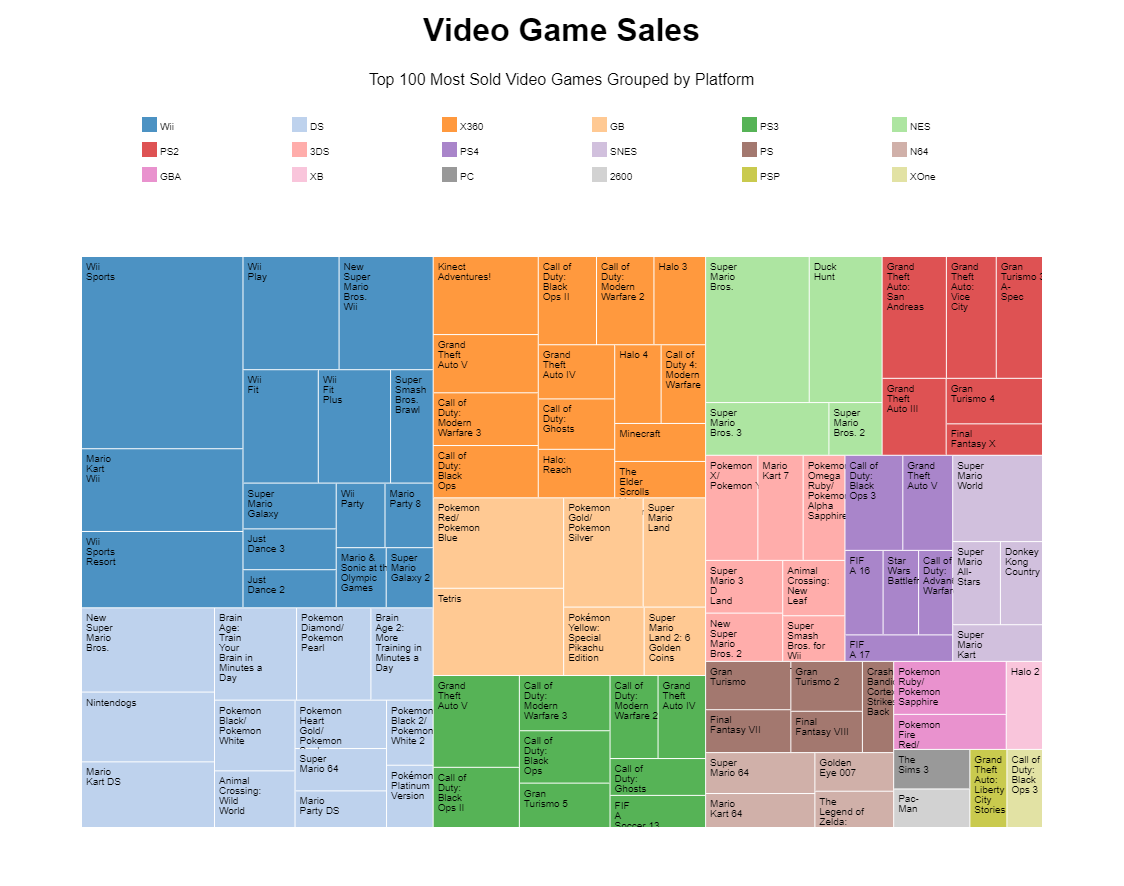 Video Game Sales
Top 100 Most Sold Video Games Grouped by Platform
Wii
DS
X360
GB
PS3
NES
PS2
3DS
PS4
SNES
PS
N64
GBA
XB
PC
2600
PSP
XOne
Wii
Sports
Mario
Kart
Wii
Wii
Sports
Resort
Wii
Play
New
Super
Mario
Bros.
Wii
Wii
Fit
Wii
Fit
Plus
Super
Smash
Bros.
Brawl
Super
Mario
Galaxy
Just
Dance 3
Just
Dance 2
Wii
Party
Mario
Party 8
Mario &
Sonic at th
Olympic
Games
Super
Mario
Galaxy 2
New
Super
Mario
Bros.
Nintendogs
Mario
Kart DS
Brain
Age:
Train
Your
Brain in
Minutes a
Day
Pokemon
Diamond/
Pokemon
Pearl
Brain
Age 2:
More
Training in
Minutes a
Day
Pokemon
Black/
Pokemon
White
Animal
Crossing:
Wild
World
Pokemon
Heart
Gold/
Pokemon
Super
Mario 64
Mario
Party DS
Pokemon
Black 2/
Pokemon
White 2
Pokémon
Platinum
Version
Kinect
Adventures!
Grand
Theft
Auto V
Call of
Duty:
Modern
Warfare 3
Call of
Duty:
Black
Ops
Call of
Duty:
Black
Ops II
Call of
Duty:
Modern
Warfare 2
Halo 3
Grand
Theft
Auto IV
Call of
Duty:
Ghosts
Halo:
Reach
Halo 4
Call of
Duty 4:
Modern
Warfare
Minecraft
The
Elder
Scrolls
Pokemon
Red/
Pokemon
Blue
Tetris
Pokemon
Gold/
Pokemon
Silver
Super
Mario
Land
Pokémon
Yellow:
Special
Pikachu
Edition
Super
Mario
Land 2: 6
Golden
Coins
Grand
Theft
Auto V
Call of
Duty:
Black
Ops II
Call of
Duty:
Modern
Warfare 3
Call of
Duty:
Black
Ops
Gran
Turismo 5
Call of
Duty:
Modern
Warfare 2
Grand
Theft
Auto IV
Call of
Duty:
Ghosts
FIF
A
Soccer 13
Super
Mario
Bros.
Duck
Hunt
Super
Mario
Bros. 3
Super
Mario
Bros. 2
Grand
Theft
Auto:
San
Andreas
Grand
Theft
Auto:
Vice
City
Gran
Turismo 3
A-
Spec
Grand
Theft
Auto III
Gran
Turismo 4
Final
Fantasy X
Pokemon
X/
Pokemon
Mario
Kart 7
Pokemo
Omega
Ruby/
Pokemo
Alpha
Sapphire
Super
Mario 3
D
Land
New
Super
Mario
Bros. 2
Animal
Crossing:
New
Leaf
Super
Smash
Bros. for
Wii
Call of
Duty:
Black
Ops 3
Grand
Theft
Auto V
FIF
A 16
Star
Wars
Battlefr
Call of
Duty:
Advan
Warfar
FIF
A 17
Super
Mario
World
Super
Mario
All-
Stars
Donkey
Kong
Country
Super
Mario
Kart
Gran
Turismo
Final
Fantasy VII
Gran
Turismo 2
Final
Fantasy VIII
Crash
Bandic
Cortex
Strikes
Back
Super
Mario 64
Mario
Kart 64
Golden
Eye 007
The
Legend of
Zelda:
Pokemon
Ruby/
Pokemon
Sapphire
Pokemon
Fire
Red/
Halo 2
The
Sims 3
Pac-
Man
Grand
Theft
Auto:
Liberty
City
Stories
Call of
Duty:
Black
Ops 3